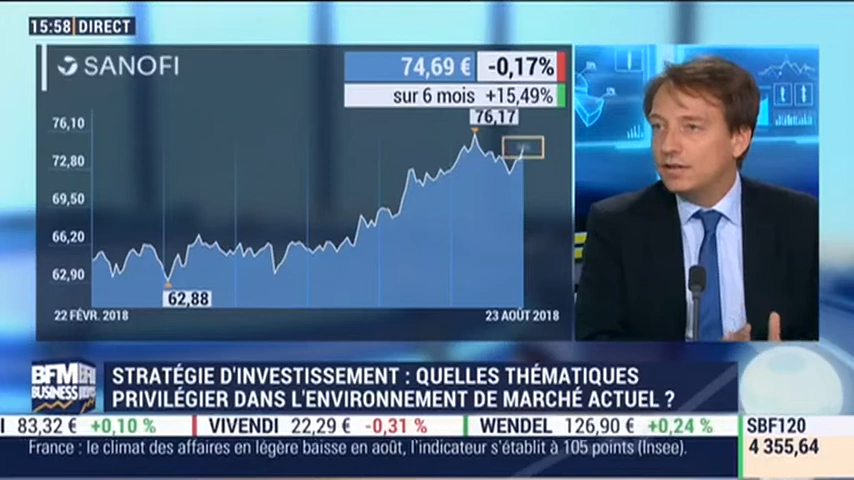 15:58 DIRECT
SANOFI
74,69 € -0,17%
sur 6 mois +15,49%
76,17
76,10
72,80
69,50
66,20
62,90
62,88
22 FÉVR. 2018 23 AOÛT 2018
BFM
BUSINESS
STRATÉGIE D'INVESTISSEMENT : QUELLES THÉMATIQUES
PRIVILÉGIER DANS L'ENVIRONNEMENT DE MARCHÉ ACTUEL ?
83,32 € +0,10 % VIVENDI 22,29 € -0,31 % WENDEL 126,90 € +0,24 % SBF120
France : le climat des affaires en légère baisse en août, l'indicateur s'établit à 105 points (Insee). 4 355,64